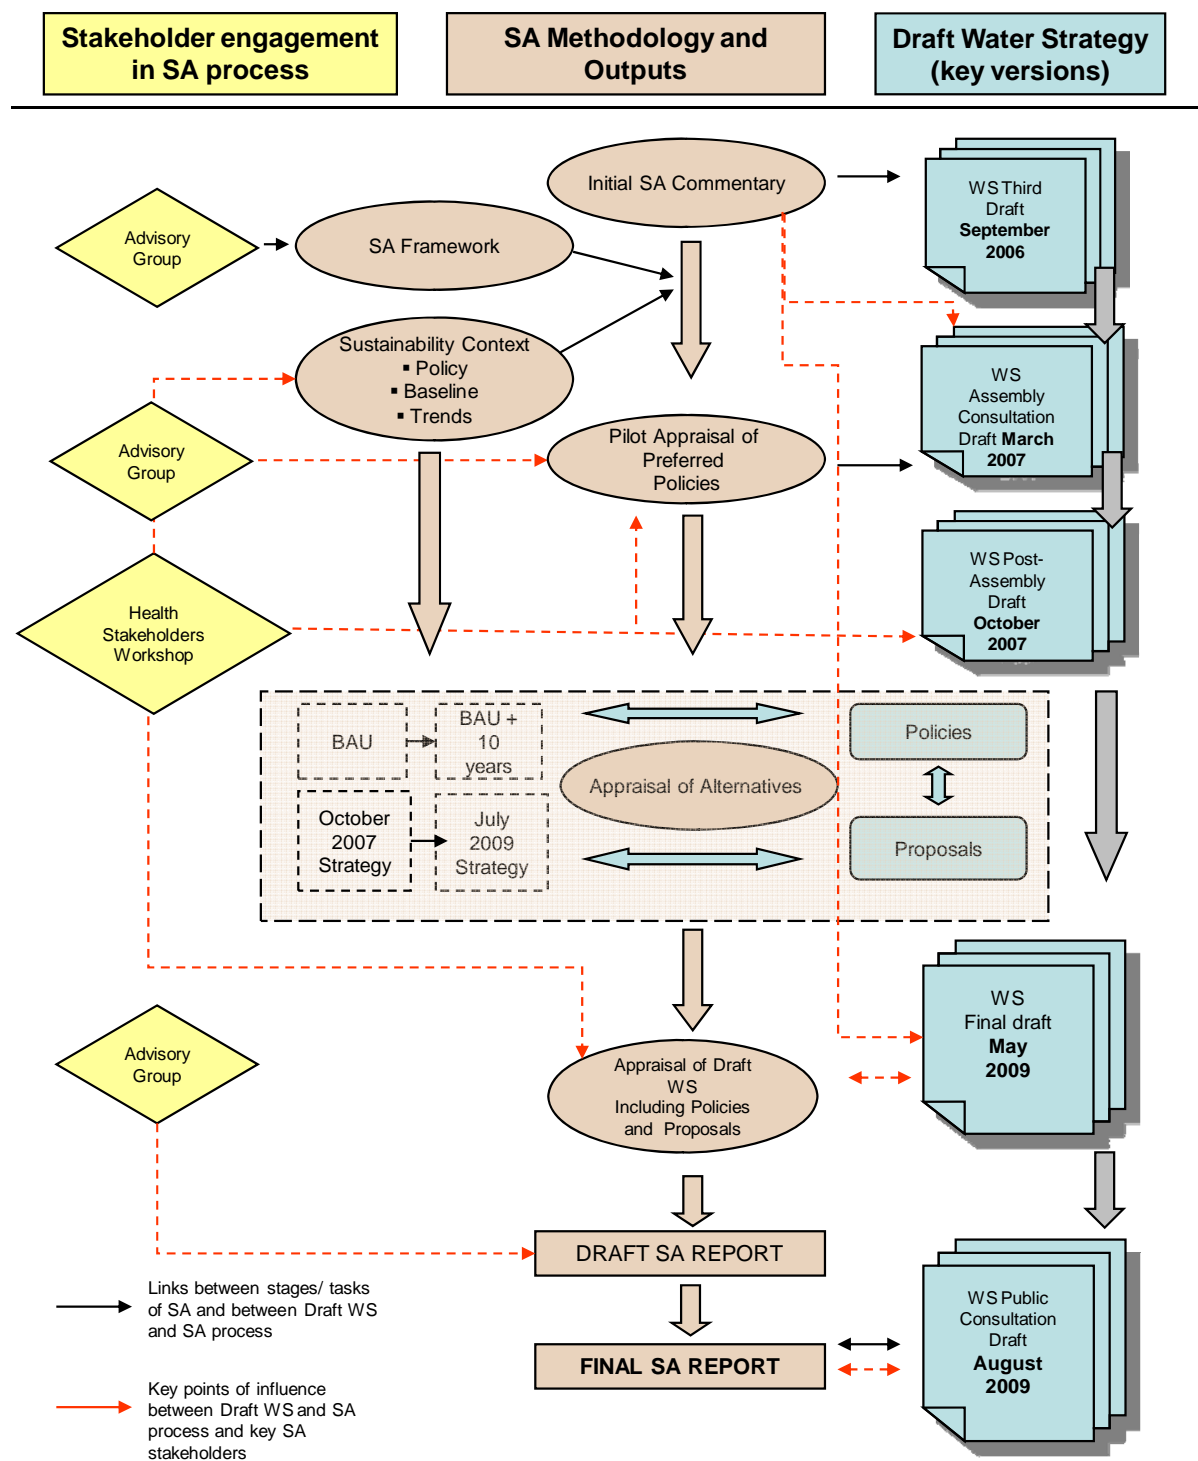 Stakeholder engagement
in SA process
SA Methodology and
Outputs
Draft Water Strategy
(key versions)
Initial SA Commentary
WS Third
Draft
September
2006
Advisory
Group
SA Framework
Sustainability Context
▪ Policy
▪ Baseline
▪ Trends
WS
Assembly
Consultation
Draft March
2007
Advisory
Group
Pilot Appraisal of
Preferred
Policies
WS Post-
Assembly
Draft
October
2007
Health
Stakeholders
Workshop
BAU
BAU +
10
years
Policies
Appraisal of Alternatives
October
2007
Strategy
July
2009
Strategy
Proposals
WS
Final draft
May
2009
Advisory
Group
Appraisal of Draft
WS
Including Policies
and Proposals
DRAFT SA REPORT
Links between stages/ tasks
of SA and between Draft WS
and SA process
WS Public
Consultation
Draft
August
2009
FINAL SA REPORT
Key points of influence
between Draft WS and SA
process and key SA
stakeholders